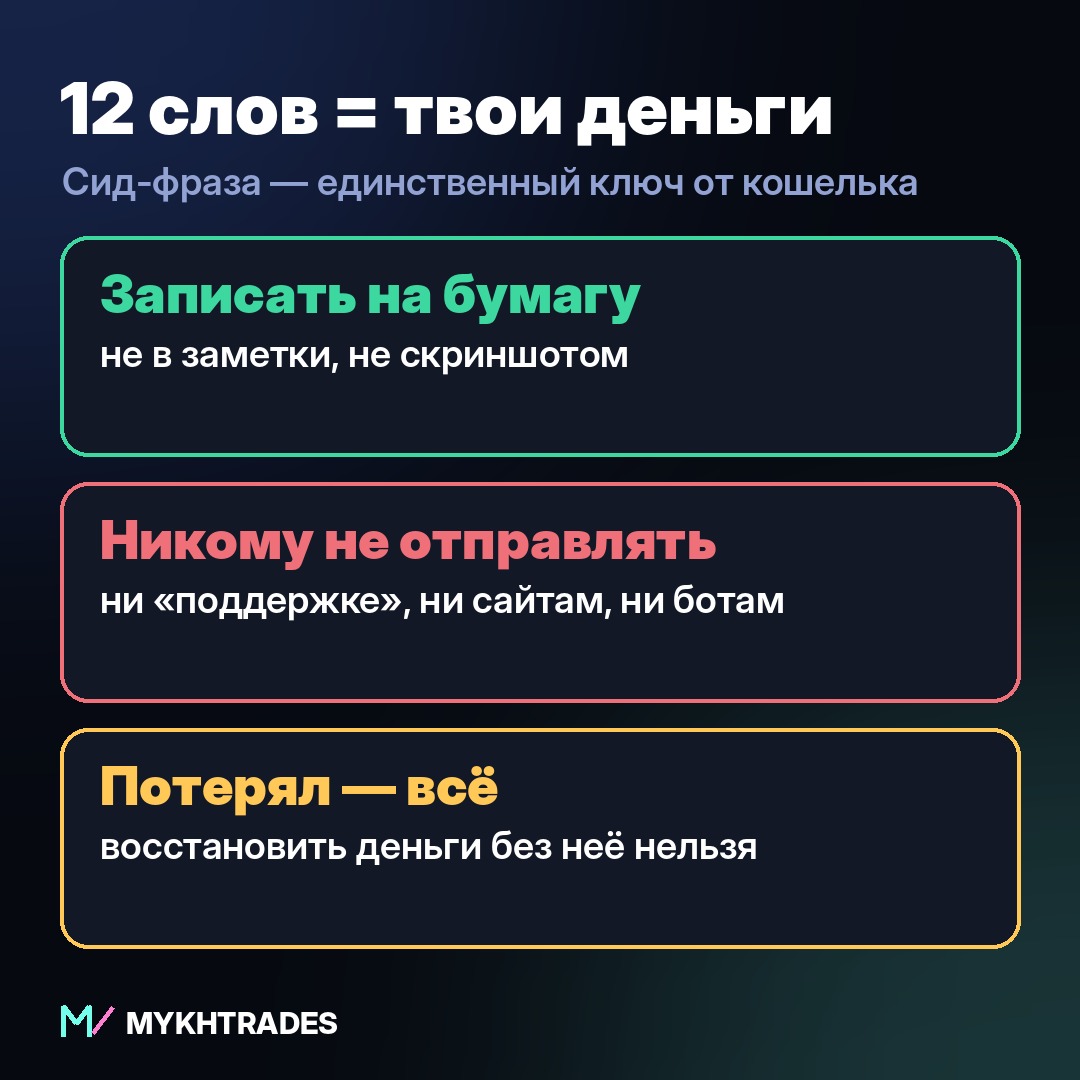 12 слов = твои деньги
Сид-фраза — единственный ключ от кошелька
Записать на бумагу
не в заметки, не скриншотом
Никому не отправлять
ни «поддержке», ни сайтам, ни ботам
Потерял — всё
восстановить деньги без неё нельзя
MYKHTRADES